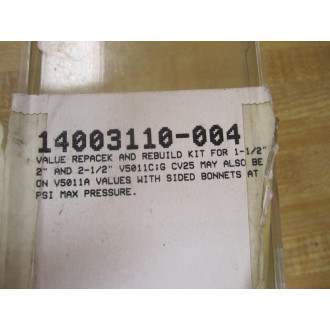 14003110-004
VALUE REPACEK AND REBUILD KIT FOR 1-1/2"
2" AND 2-1/2" V5011C;G CV25 MAY ALSO BE
ON V5011A VALUES WITH SIDED BONNETS AT
PSI MAX PRESSURE.